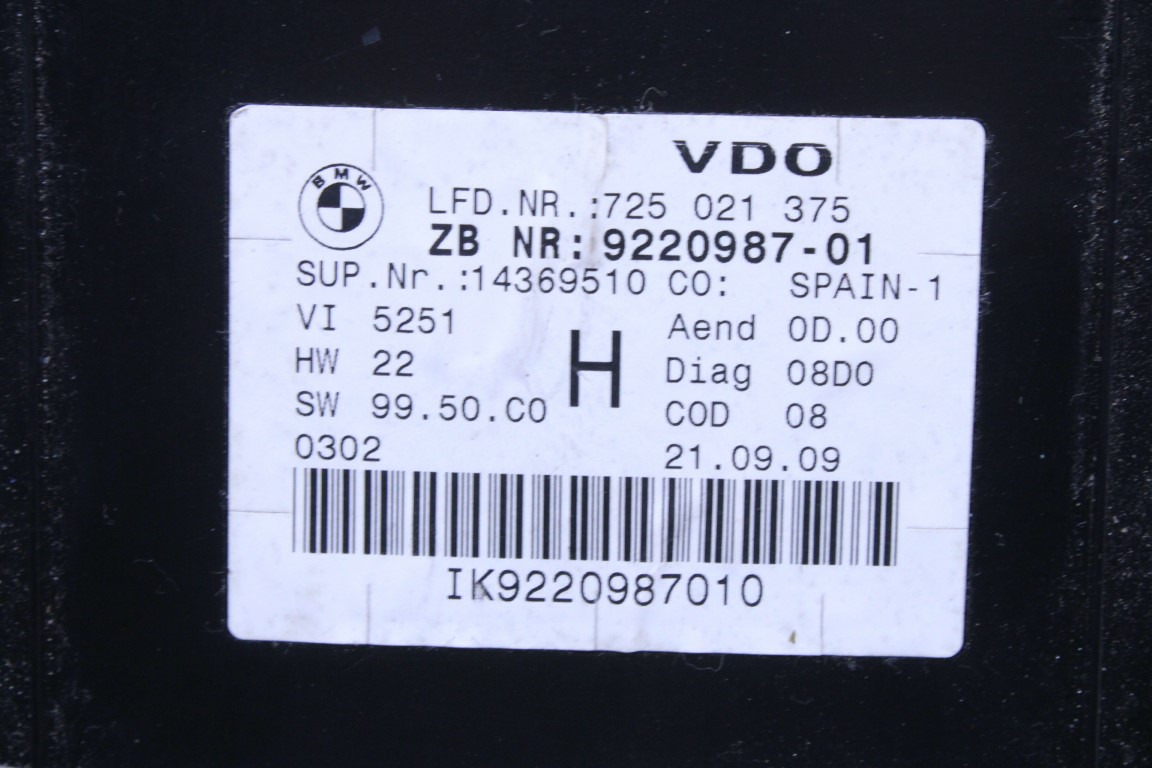 VDO
BMW
LFD.NR.:725 021 375
ZB NR:9220987-01
SUP.Nr.:14369510 CO: SPAIN-1
VI 5251 Aend 0D.00
H
HW 22 Diag 08D0
SW 99.50.C0 COD 08
0302 21.09.09
IK9220987010